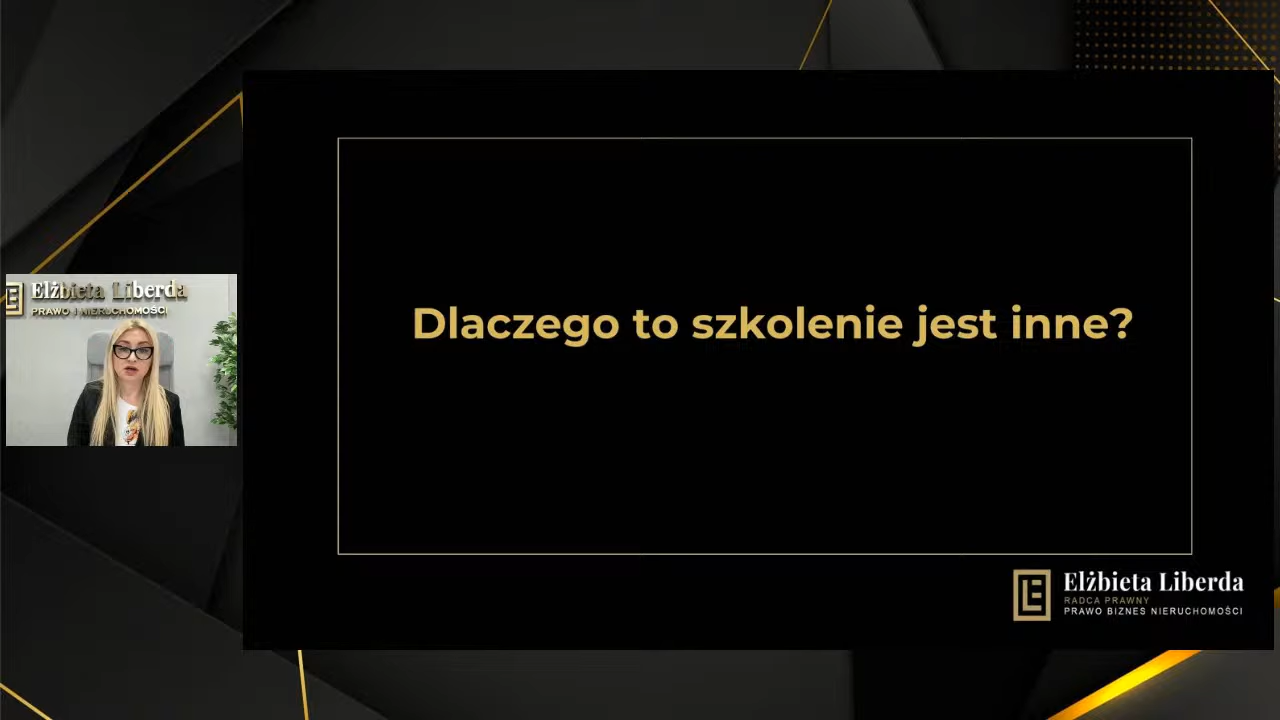 Elżbieta Liberda
PRAWO I NIERUCHOMOŚCI
Dlaczego to szkolenie jest inne?
Elżbieta Liberda
RADCA PRAWNY
PRAWO BIZNES NIERUCHOMOŚCI